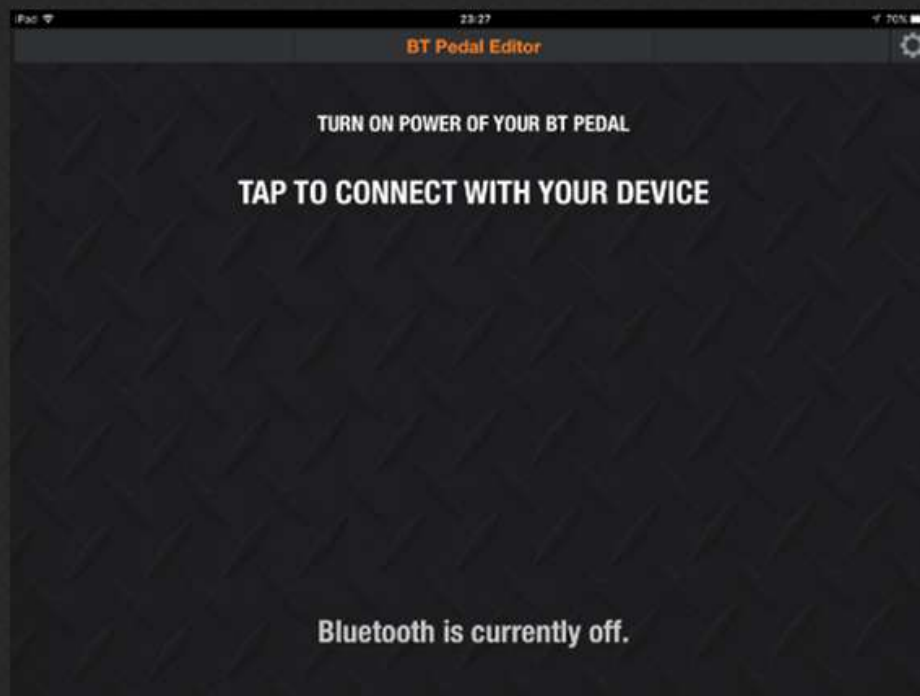 iPad 23:27 70%
BT Pedal Editor
TURN ON POWER OF YOUR BT PEDAL
TAP TO CONNECT WITH YOUR DEVICE
Bluetooth is currently off.